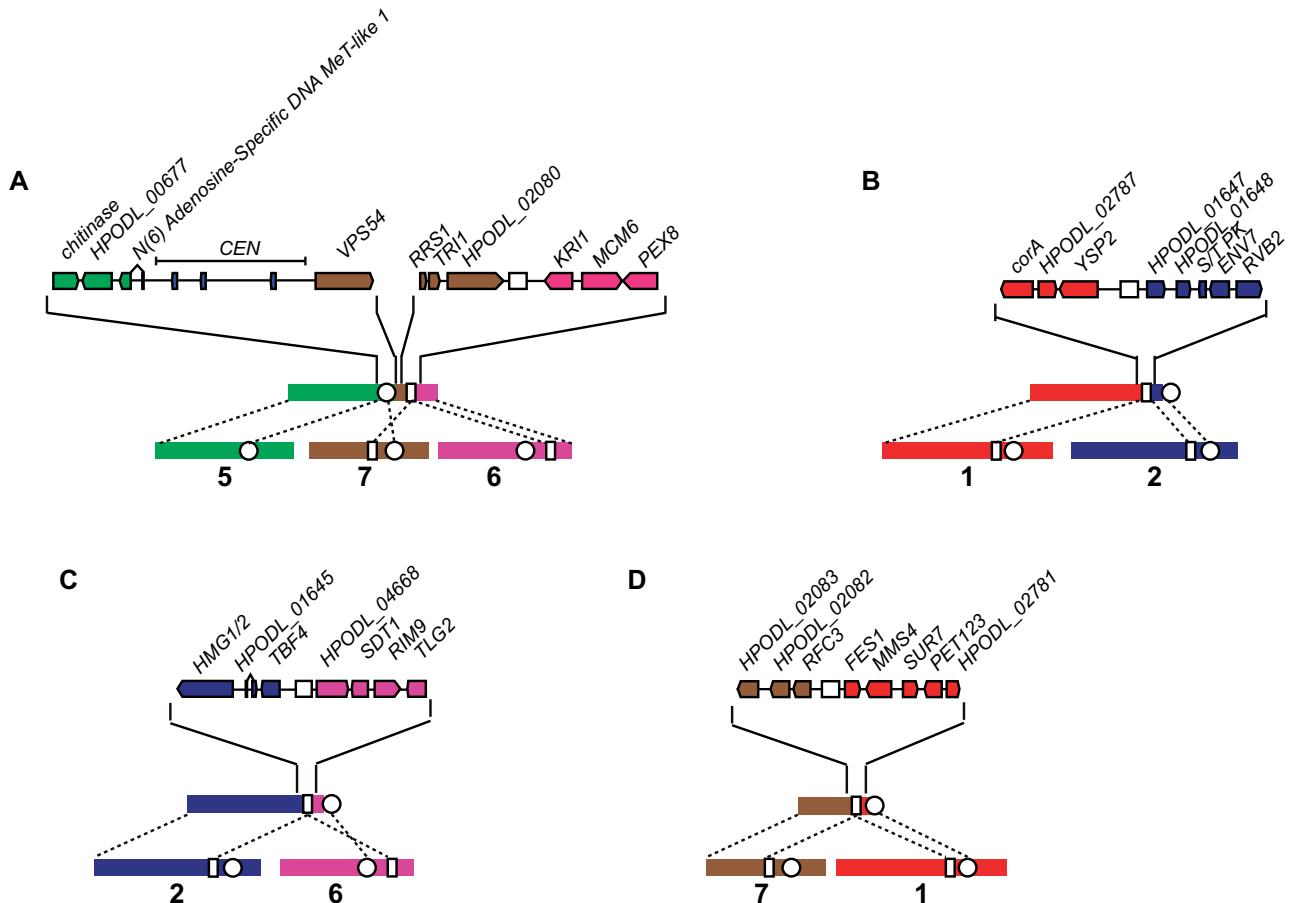 A
chitinase
HPODL_00677
N(6) Adenosine-Specific DNA MeT-like 1
CEN
VPS54
RRS1
TRI1
HPODL_02080
KRI1
MCM6
PEX8
5
7
6
B
corA
HPODL_02787
YSP2
HPODL_01647
HPODL_01648
S/T PK
ENV7
RVB2
1
2
C
HMG1/2
HPODL_01645
TBF4
HPODL_04668
SDT1
RIM9
TLG2
2
6
D
HPODL_02083
HPODL_02082
RFC3
FES1
MMS4
SUR7
PET123
HPODL_02781
7
1